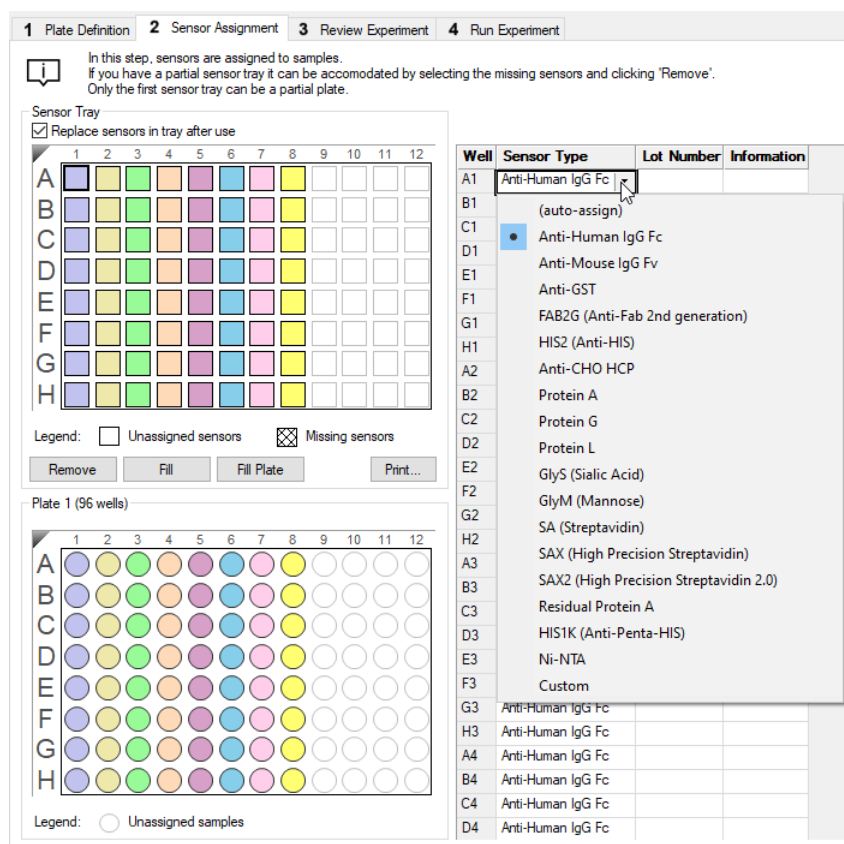 1 Plate Definition 2 Sensor Assignment 3 Review Experiment 4 Run Experiment
In this step, sensors are assigned to samples.
If you have a partial sensor tray it can be accomodated by selecting the missing sensors and clicking 'Remove'.
Only the first sensor tray can be a partial plate.
Sensor Tray
Replace sensors in tray after use
1 2 3 4 5 6 7 8 9 10 11 12
A
B
C
D
E
F
G
H
Legend: Unassigned sensors Missing sensors
Remove Fill Fill Plate Print...
Plate 1 (96 wells)
1 2 3 4 5 6 7 8 9 10 11 12
A
B
C
D
E
F
G
H
Legend: Unassigned samples
Well Sensor Type Lot Number Information
A1 Anti-Human IgG Fc
B1
C1
D1
E1
F1
G1
H1
A2
B2
C2
D2
E2
F2
G2
H2
A3
B3
C3
D3
E3
F3
(auto-assign)
Anti-Human IgG Fc
Anti-Mouse IgG Fv
Anti-GST
FAB2G (Anti-Fab 2nd generation)
HIS2 (Anti-HIS)
Anti-CHO HCP
Protein A
Protein G
Protein L
GlyS (Sialic Acid)
GlyM (Mannose)
SA (Streptavidin)
SAX (High Precision Streptavidin)
SAX2 (High Precision Streptavidin 2.0)
Residual Protein A
HIS1K (Anti-Penta-HIS)
Ni-NTA
Custom
G3 Anti-Human IgG Fc
H3 Anti-Human IgG Fc
A4 Anti-Human IgG Fc
B4 Anti-Human IgG Fc
C4 Anti-Human IgG Fc
D4 Anti-Human IgG Fc